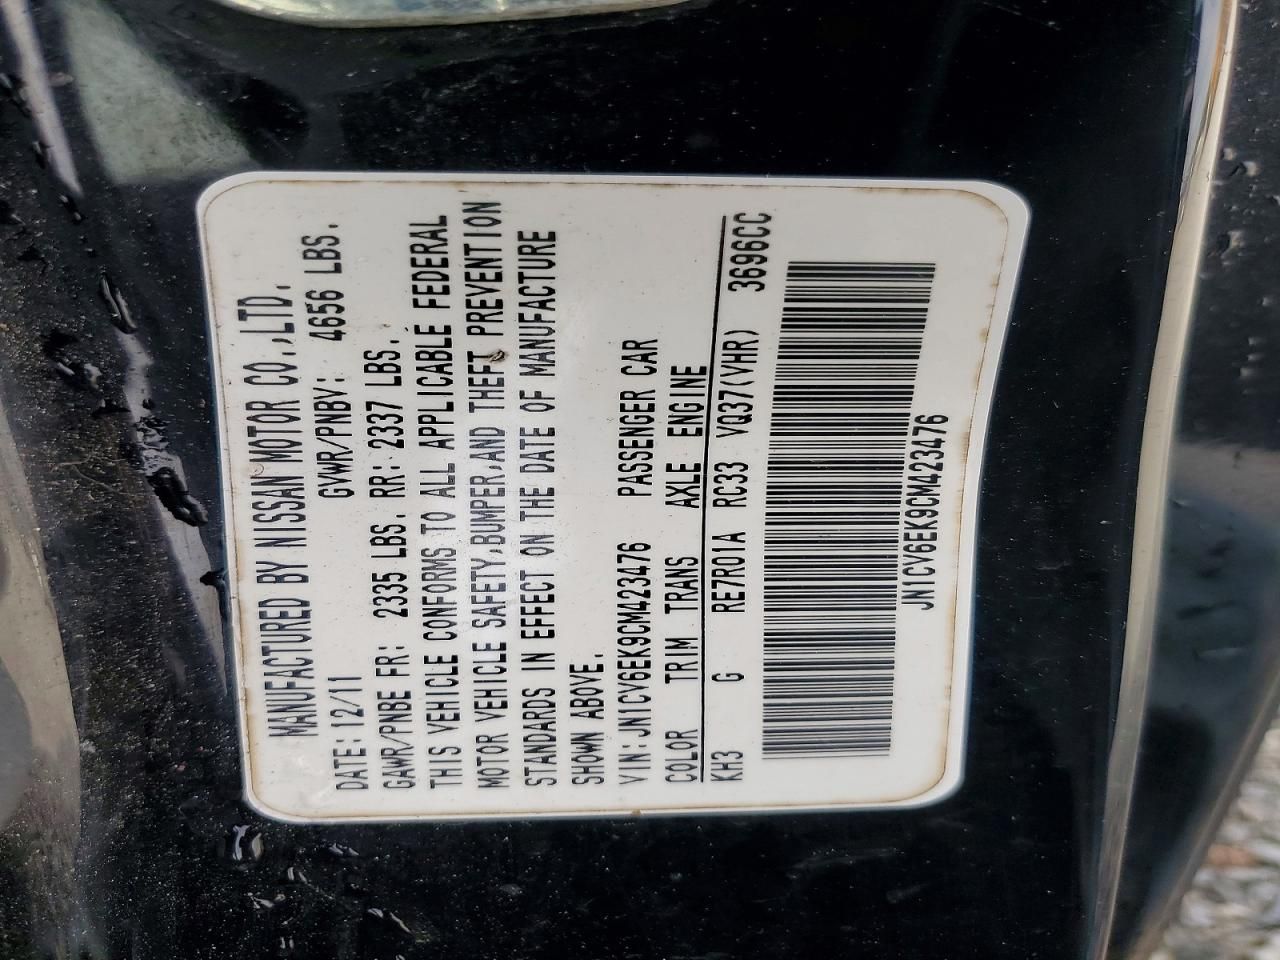 MANUFACTURED BY NISSAN MOTOR CO.,LTD.
DATE: 12/11 GVWR/PNBV: 4656 LBS.
GAWR/PNBE FR: 2335 LBS. RR: 2337 LBS.
THIS VEHICLE CONFORMS TO ALL APPLICABLE FEDERAL
MOTOR VEHICLE SAFETY,BUMPER,AND THEFT PREVENTION
STANDARDS IN EFFECT ON THE DATE OF MANUFACTURE
SHOWN ABOVE.
VIN: JN1CV6EK9CM423476 PASSENGER CAR
COLOR TRIM TRANS AXLE ENGINE
KH3 G RE7R01A RC33 VQ37(VHR) 3696CC
JN1CV6EK9CM423476